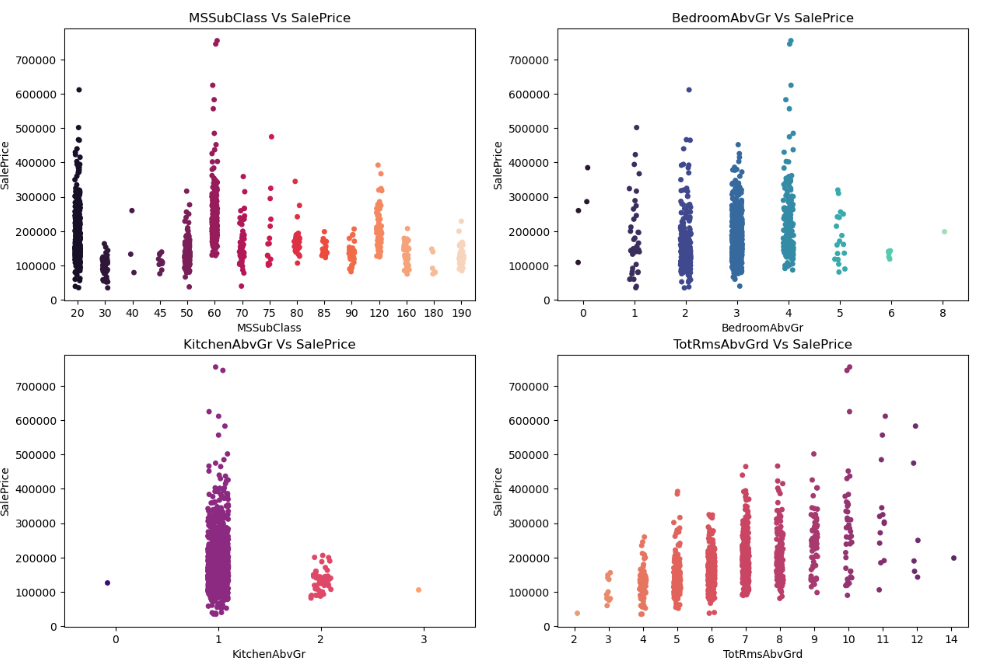 MSSubClass Vs SalePrice
700000
600000
500000
400000
300000
200000
100000
0
SalePrice
20 30 40 45 50 60 70 75 80 85 90 120 160 180 190
MSSubClass
BedroomAbvGr Vs SalePrice
700000
600000
500000
400000
300000
200000
100000
0
SalePrice
0 1 2 3 4 5 6 8
BedroomAbvGr
KitchenAbvGr Vs SalePrice
700000
600000
500000
400000
300000
200000
100000
0
SalePrice
0 1 2 3
KitchenAbvGr
TotRmsAbvGrd Vs SalePrice
700000
600000
500000
400000
300000
200000
100000
0
SalePrice
2 3 4 5 6 7 8 9 10 11 12 14
TotRmsAbvGrd